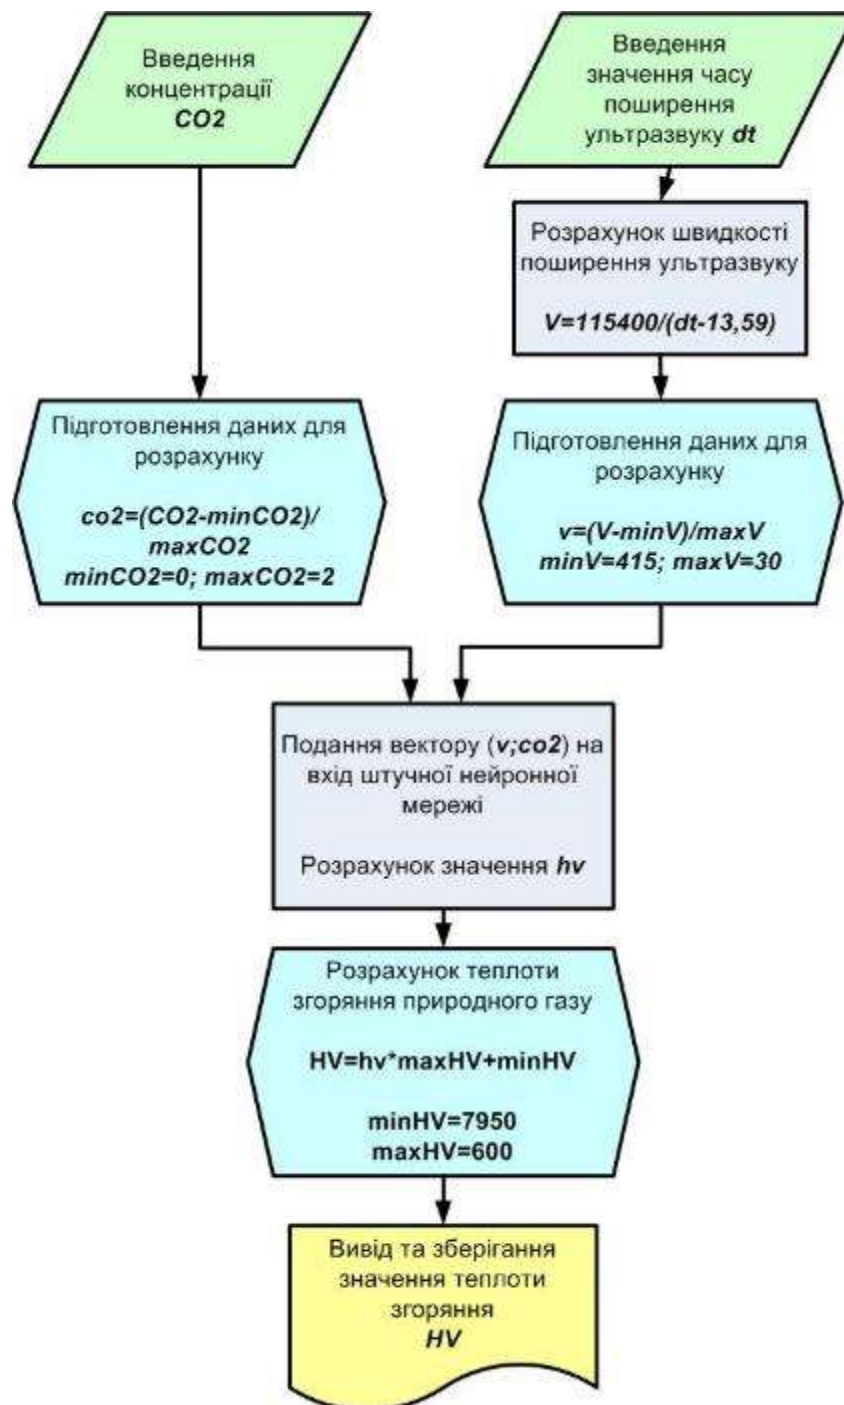 Введення
концентрації
CO2
Введення
значення часу
поширення
ультразвуку dt
Розрахунок швидкості
поширення ультразвуку
V=115400/(dt-13,59)
Підготовлення даних для
розрахунку
co2=(CO2-minCO2)/
maxCO2
minCO2=0; maxCO2=2
Підготовлення даних для
розрахунку
v=(V-minV)/maxV
minV=415; maxV=30
Подання вектору (v;co2) на
вхід штучної нейронної
мережі
Розрахунок значення hv
Розрахунок теплоти
згоряння природного газу
HV=hv*maxHV+minHV
minHV=7950
maxHV=600
Вивід та зберігання
значення теплоти
згоряння
HV